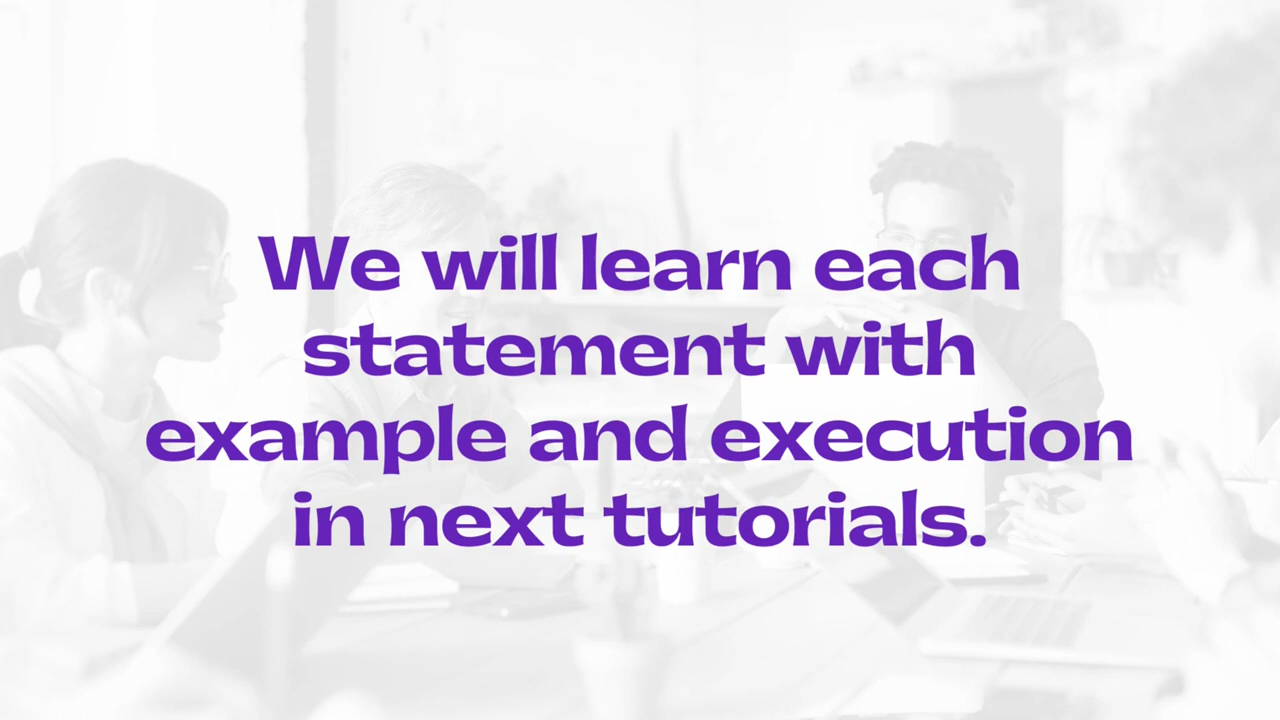 We will learn each
statement with
example and execution
in next tutorials.